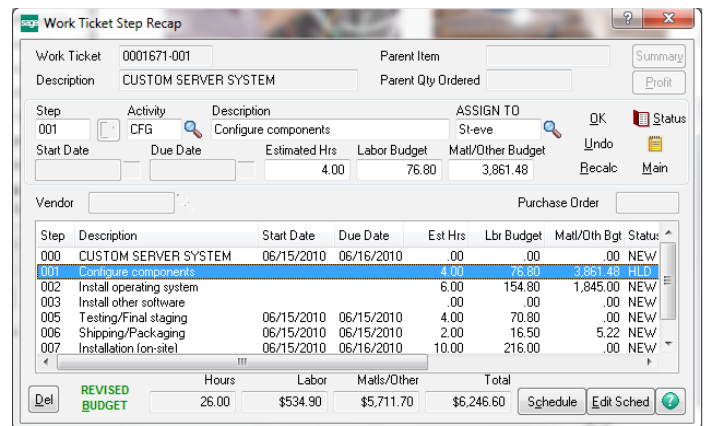 sage Work Ticket Step Recap
Work Ticket 0001671-001 Parent Item Summary
Description CUSTOM SERVER SYSTEM Parent Qty Ordered Profit
Step Activity Description ASSIGN TO
001 CFG Configure components St-eve OK Status
Start Date Due Date Estimated Hrs Labor Budget Matl/Other Budget Undo
4.00 76.80 3,861.48 Recalc Main
Vendor Purchase Order
Step Description Start Date Due Date Est Hrs Lbr Budget Matl/Oth Bgt Status
000 CUSTOM SERVER SYSTEM 06/15/2010 06/16/2010 .00 .00 .00 NEW
001 Configure components 4.00 76.80 3,861.48 HLD
002 Install operating system 6.00 154.80 1,845.00 NEW
003 Install other software .00 .00 .00 NEW
005 Testing/Final staging 06/15/2010 06/15/2010 4.00 70.80 .00 NEW
006 Shipping/Packaging 06/15/2010 06/15/2010 2.00 16.50 5.22 NEW
007 Installation (on-site) 06/15/2010 06/16/2010 10.00 216.00 .00 NEW
Hours Labor Matls/Other Total
Del REVISED BUDGET 26.00 $534.90 $5,711.70 $6,246.60 Schedule Edit Sched